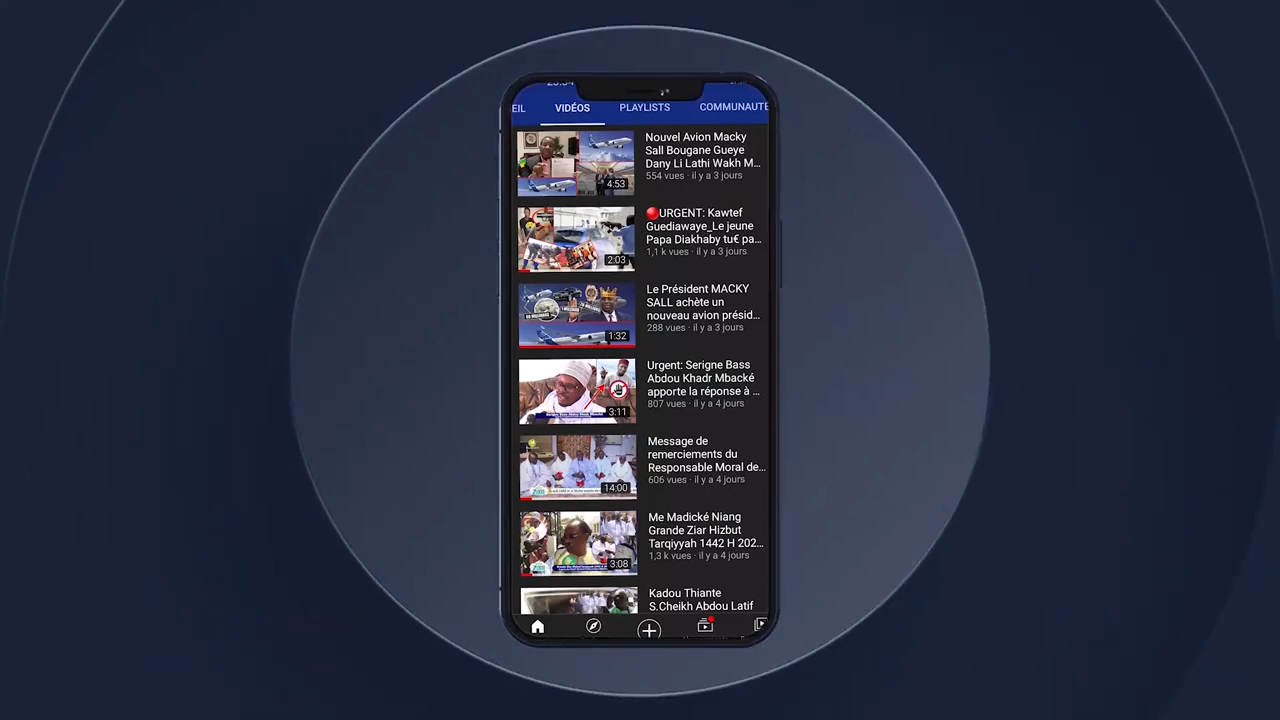 EIL VIDÉOS PLAYLISTS COMMUNAUTE
Nouvel Avion Macky
Sall Bougane Gueye
Dany Li Lathi Wakh M...
554 vues · il y a 3 jours
4:53
URGENT: Kawtef
Guediawaye_Le jeune
Papa Diakhaby tu€ pa...
1,1 k vues · il y a 3 jours
2:03
Le Président MACKY
SALL achète un
nouveau avion présid...
288 vues · il y a 3 jours
1:32
Urgent: Serigne Bass
Abdou Khadr Mbacké
apporte la réponse à ...
807 vues · il y a 4 jours
3:11
Message de
remerciements du
Responsable Moral de...
606 vues · il y a 4 jours
14:00
Me Madické Niang
Grande Ziar Hizbut
Tarqiyyah 1442 H 202...
1,3 k vues · il y a 4 jours
3:08
Kadou Thiante
S.Cheikh Abdou Latif